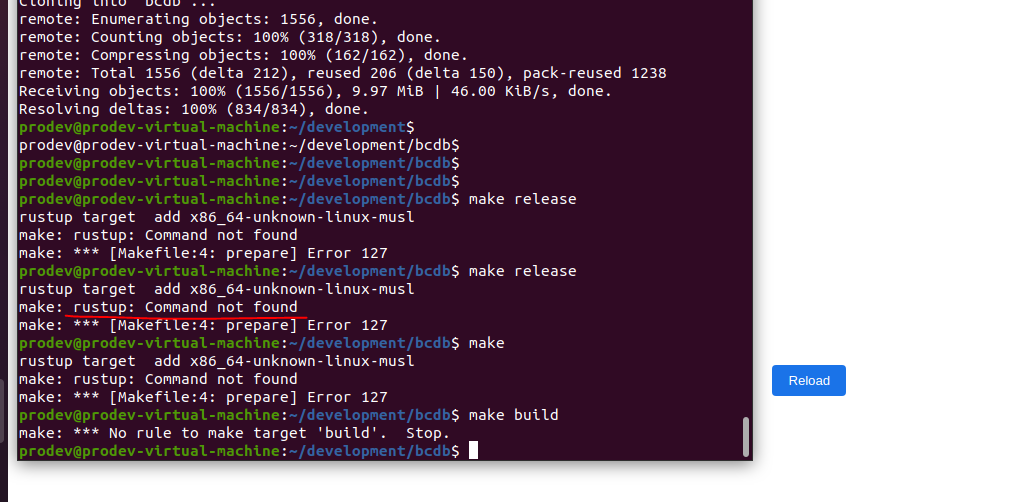 Cloning into 'bcdb'...
remote: Enumerating objects: 1556, done.
remote: Counting objects: 100% (318/318), done.
remote: Compressing objects: 100% (162/162), done.
remote: Total 1556 (delta 212), reused 206 (delta 150), pack-reused 1238
Receiving objects: 100% (1556/1556), 9.97 MiB | 46.00 KiB/s, done.
Resolving deltas: 100% (834/834), done.
prodev@prodev-virtual-machine:~/development$
prodev@prodev-virtual-machine:~/development/bcdb$
prodev@prodev-virtual-machine:~/development/bcdb$
prodev@prodev-virtual-machine:~/development/bcdb$
prodev@prodev-virtual-machine:~/development/bcdb$ make release
rustup target  add x86_64-unknown-linux-musl
make: rustup: Command not found
make: *** [Makefile:4: prepare] Error 127
prodev@prodev-virtual-machine:~/development/bcdb$ make release
rustup target  add x86_64-unknown-linux-musl
make: rustup: Command not found
make: *** [Makefile:4: prepare] Error 127
prodev@prodev-virtual-machine:~/development/bcdb$ make
rustup target  add x86_64-unknown-linux-musl
make: rustup: Command not found
make: *** [Makefile:4: prepare] Error 127
prodev@prodev-virtual-machine:~/development/bcdb$ make build
make: *** No rule to make target 'build'.  Stop.
prodev@prodev-virtual-machine:~/development/bcdb$
Reload